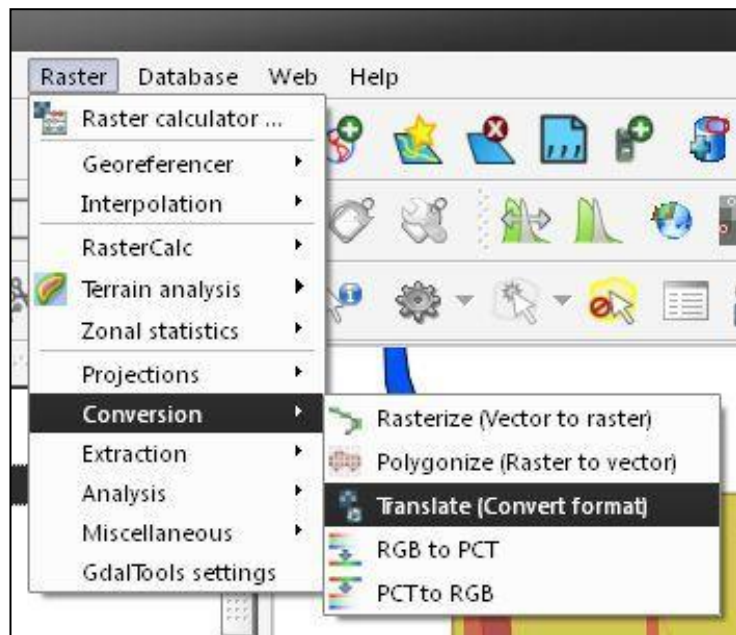 Raster Database Web Help
Raster calculator ...
Georeferencer
Interpolation
RasterCalc
Terrain analysis
Zonal statistics
Projections
Conversion
Extraction
Analysis
Miscellaneous
GdalTools settings
Rasterize (Vector to raster)
Polygonize (Raster to vector)
Translate (Convert format)
RGB to PCT
PCT to RGB